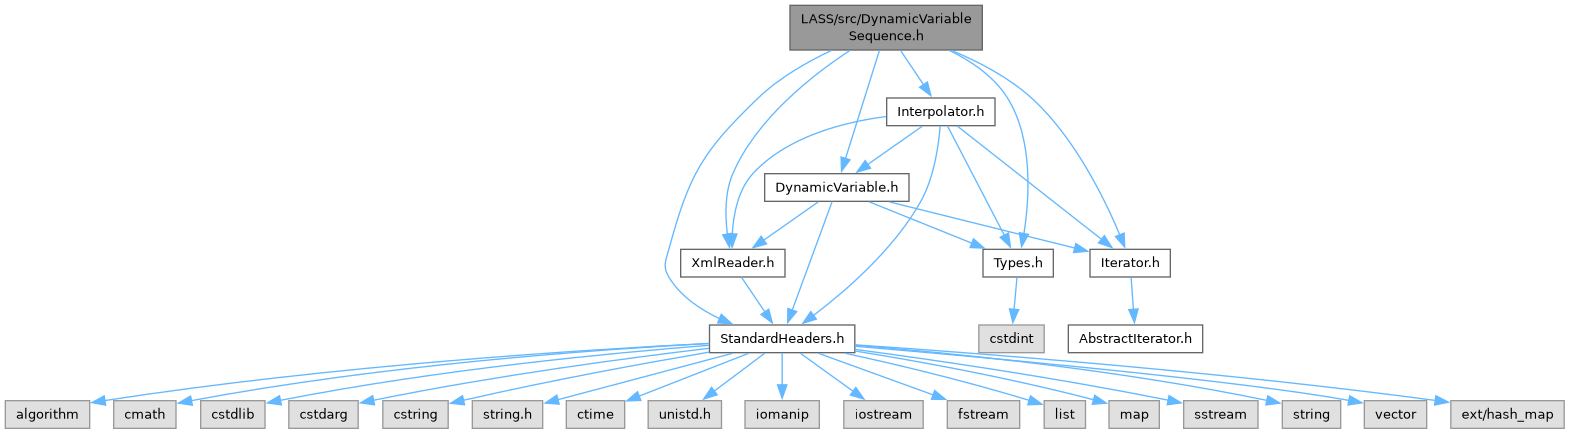 LASS/src/DynamicVariable
Sequence.h
Interpolator.h
DynamicVariable.h
XmlReader.h
Types.h
Iterator.h
StandardHeaders.h
cstdint
AbstractIterator.h
algorithm
cmath
cstdlib
cstdarg
cstring
string.h
ctime
unistd.h
iomanip
iostream
fstream
list
map
sstream
string
vector
ext/hash_map